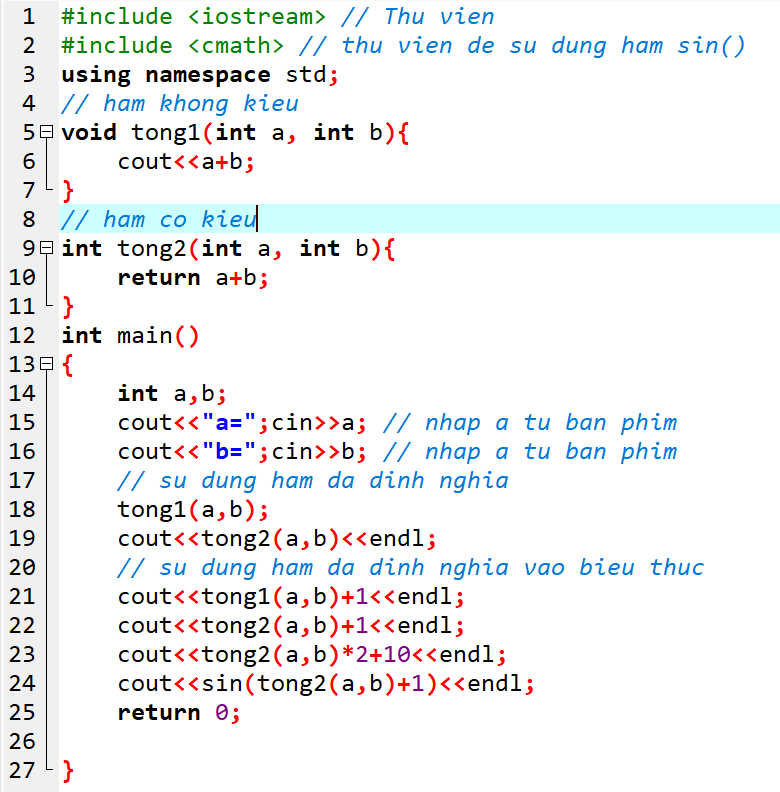 1 #include <iostream> // Thu vien
2 #include <cmath> // thu vien de su dung ham sin()
3 using namespace std;
4 // ham khong kieu
5 void tong1(int a, int b){
6     cout<<a+b;
7 }
8 // ham co kieu
9 int tong2(int a, int b){
10     return a+b;
11 }
12 int main()
13 {
14     int a,b;
15     cout<<"a=";cin>>a; // nhap a tu ban phim
16     cout<<"b=";cin>>b; // nhap a tu ban phim
17     // su dung ham da dinh nghia
18     tong1(a,b);
19     cout<<tong2(a,b)<<endl;
20     // su dung ham da dinh nghia vao bieu thuc
21     cout<<tong1(a,b)+1<<endl;
22     cout<<tong2(a,b)+1<<endl;
23     cout<<tong2(a,b)*2+10<<endl;
24     cout<<sin(tong2(a,b)+1)<<endl;
25     return 0;
26
27 }